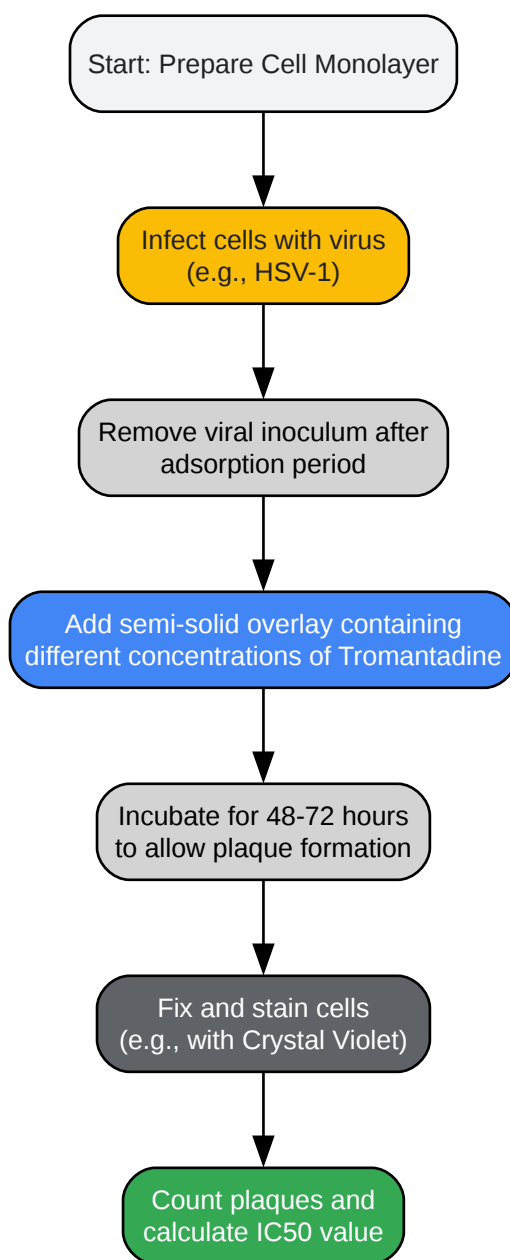 Start: Prepare Cell Monolayer
Infect cells with virus
(e.g., HSV-1)
Remove viral inoculum after
adsorption period
Add semi-solid overlay containing
different concentrations of Tromantadine
Incubate for 48-72 hours
to allow plaque formation
Fix and stain cells
(e.g., with Crystal Violet)
Count plaques and
calculate IC50 value